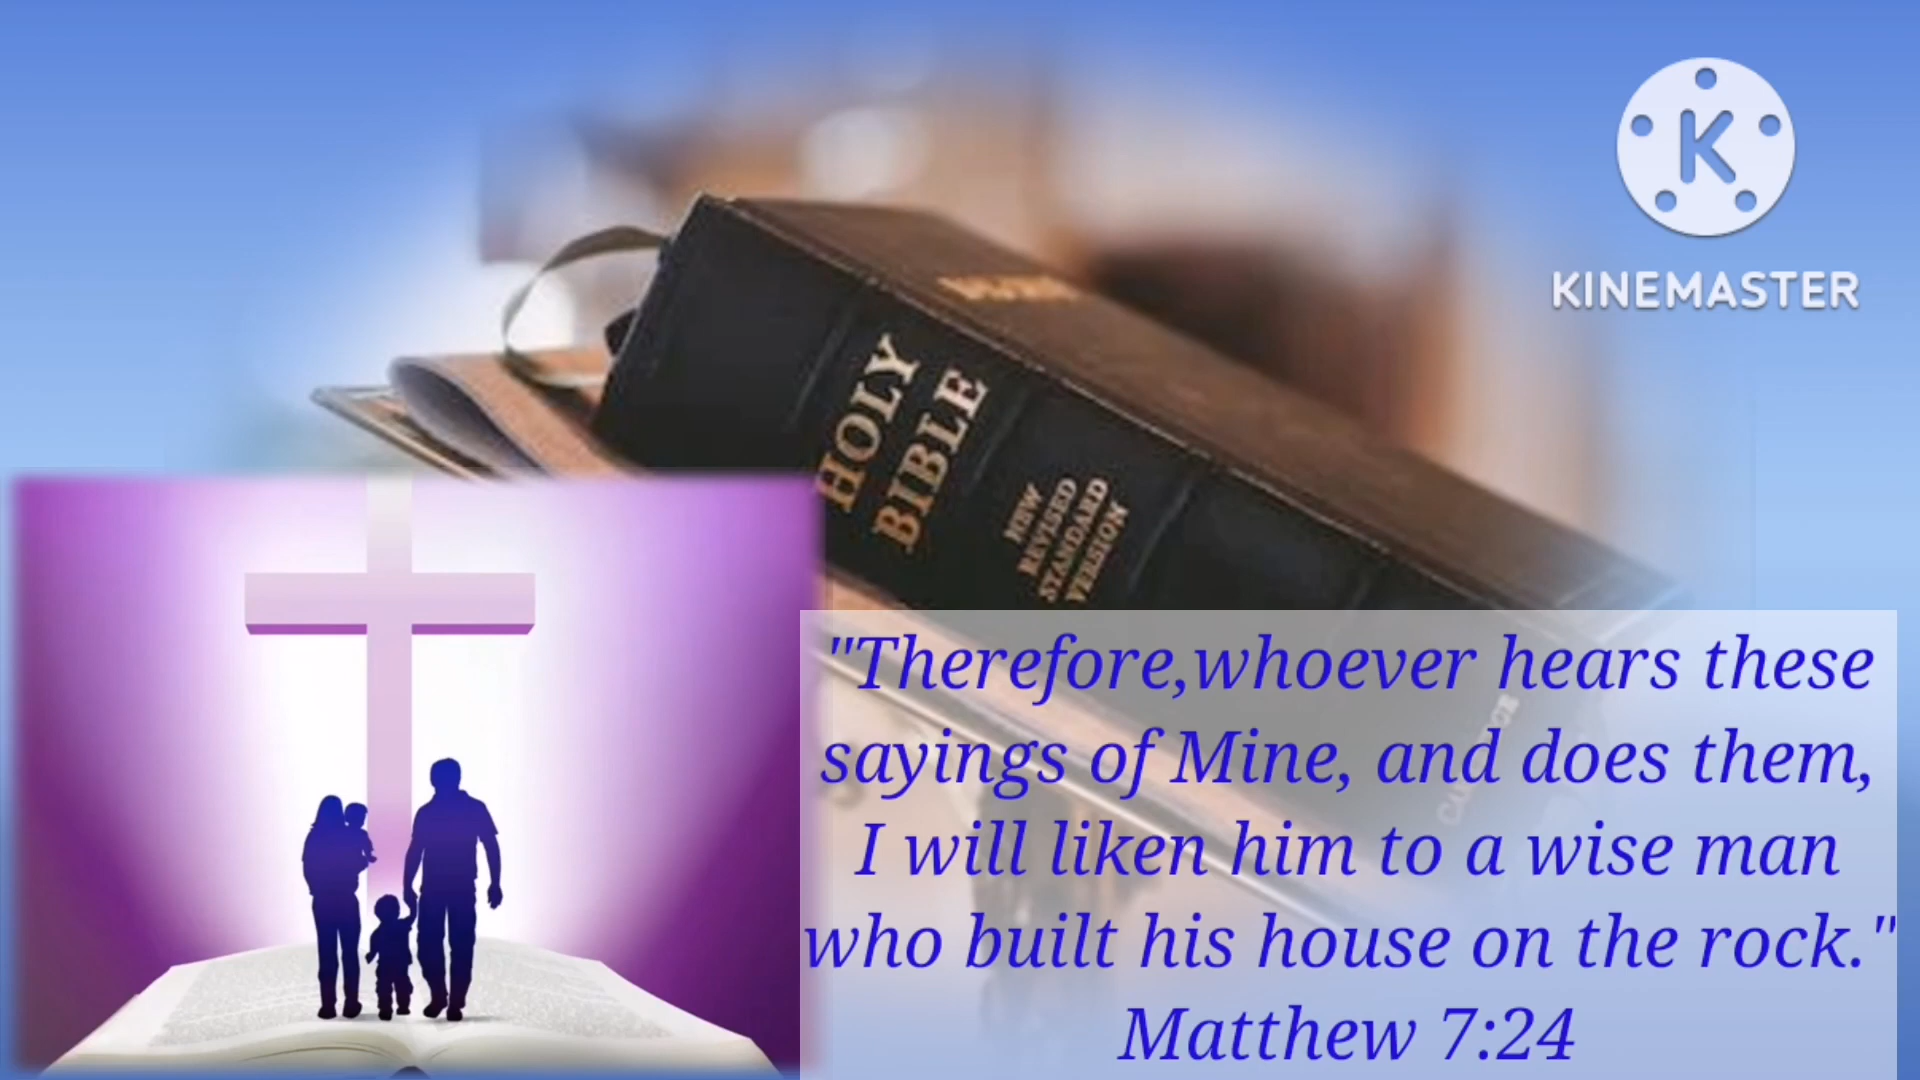 K
KINEMASTER
HOLY
BIBLE
NEW
REVISED
STANDARD
VERSION
"Therefore,whoever hears these
sayings of Mine, and does them,
I will liken him to a wise man
who built his house on the rock."
Matthew 7:24